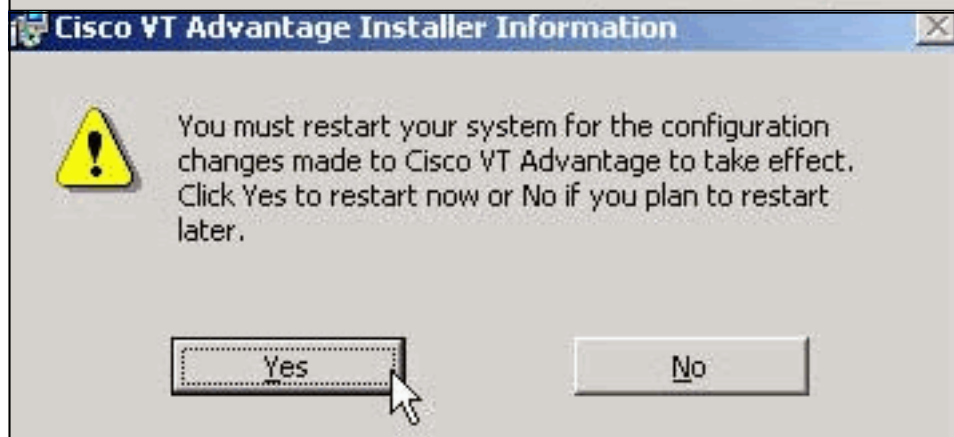 Cisco VT Advantage Installer Information
You must restart your system for the configuration
changes made to Cisco VT Advantage to take effect.
Click Yes to restart now or No if you plan to restart
later.
Yes
No